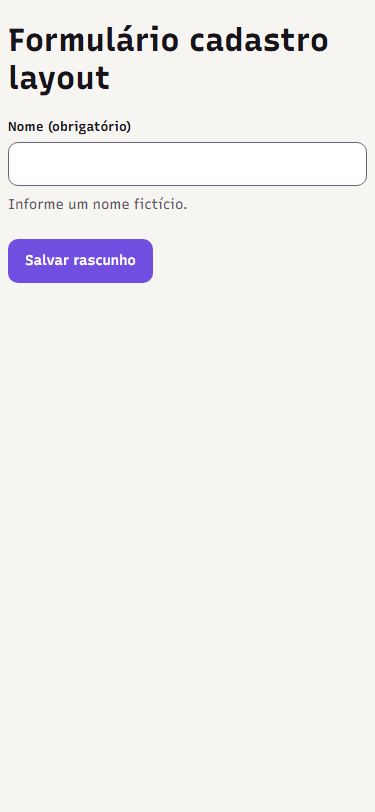 Formulário cadastro
layout
Nome (obrigatório)
Informe um nome fictício.
Salvar rascunho